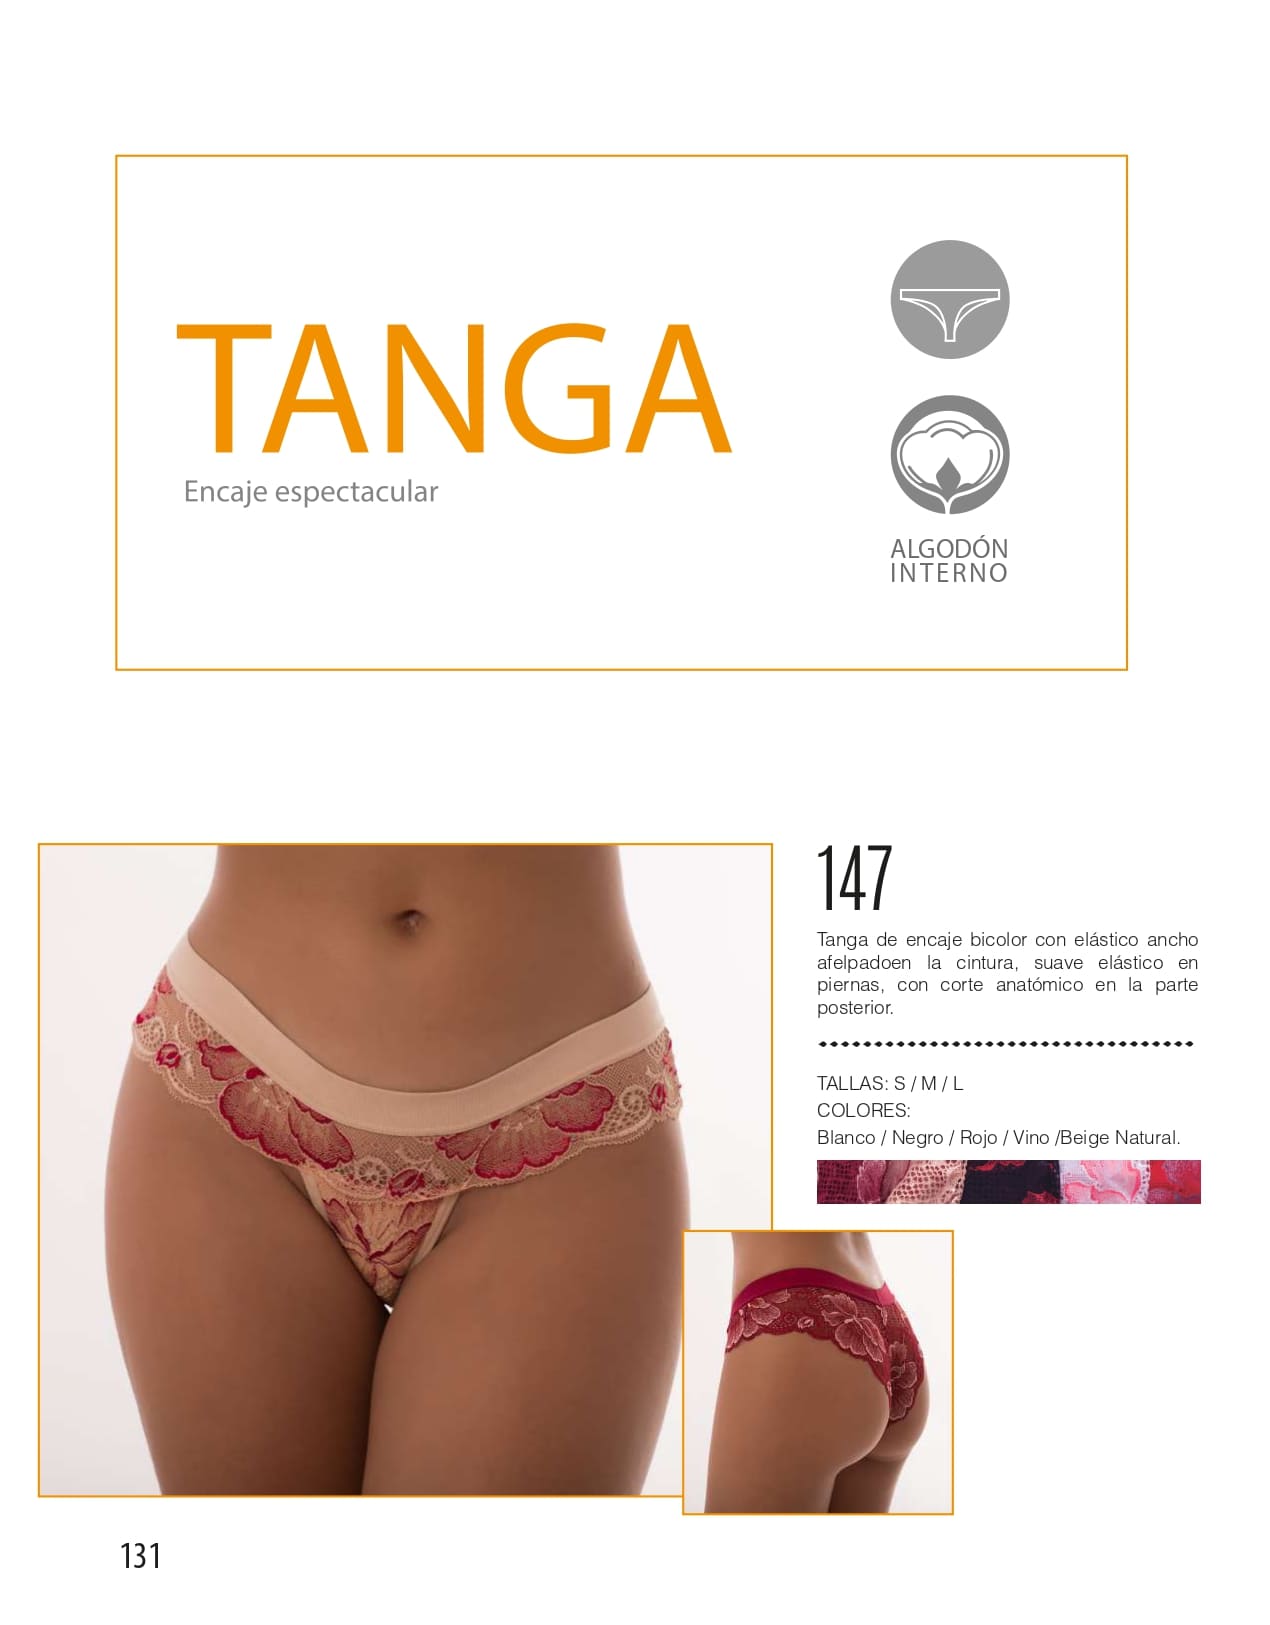 TANGA
Encaje espectacular
ALGODÓN
INTERNO
147
Tanga de encaje bicolor con elástico ancho
afelpadoen la cintura, suave elástico en
piernas, con corte anatómico en la parte
posterior.
TALLAS: S / M / L
COLORES:
Blanco / Negro / Rojo / Vino /Beige Natural.
131